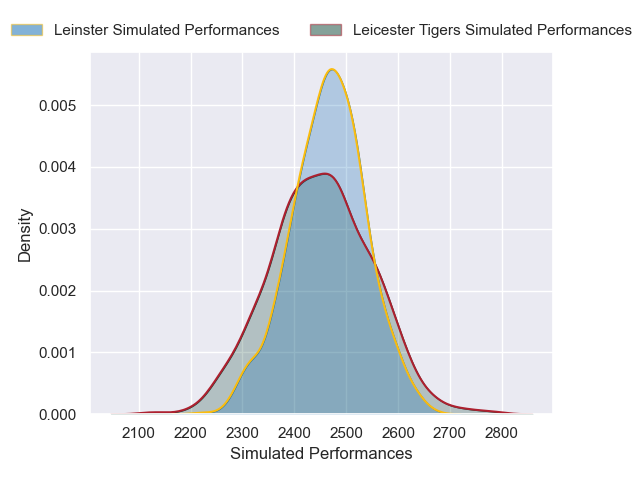 Leinster Simulated Performances
Leicester Tigers Simulated Performances
0.005
0.004
0.003
0.002
0.001
0.000
Density
2100 2200 2300 2400 2500 2600 2700 2800
Simulated Performances